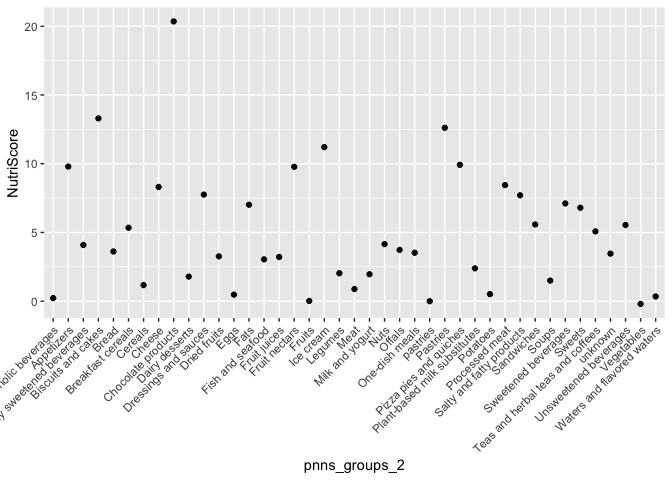 20
15
10
5
0
NutriScore
holic beverages
Appetizers
y sweetened beverages
Biscuits and cakes
Bread
Breakfast cereals
Cereals
Cheese
Chocolate products
Dairy desserts
Dressings and sauces
Dried fruits
Eggs
Fats
Fish and seafood
Fruit juices
Fruit nectars
Fruits
Ice cream
Legumes
Meat
Milk and yogurt
Nuts
Offals
One-dish meals
pastries
Pastries
Pizza pies and quiches
Plant-based milk substitutes
Potatoes
Processed meat
Salty and fatty products
Sandwiches
Soups
Sweetened beverages
Sweets
Teas and herbal teas and coffees
unknown
Unsweetened beverages
Vegetables
Waters and flavored waters
pnns_groups_2